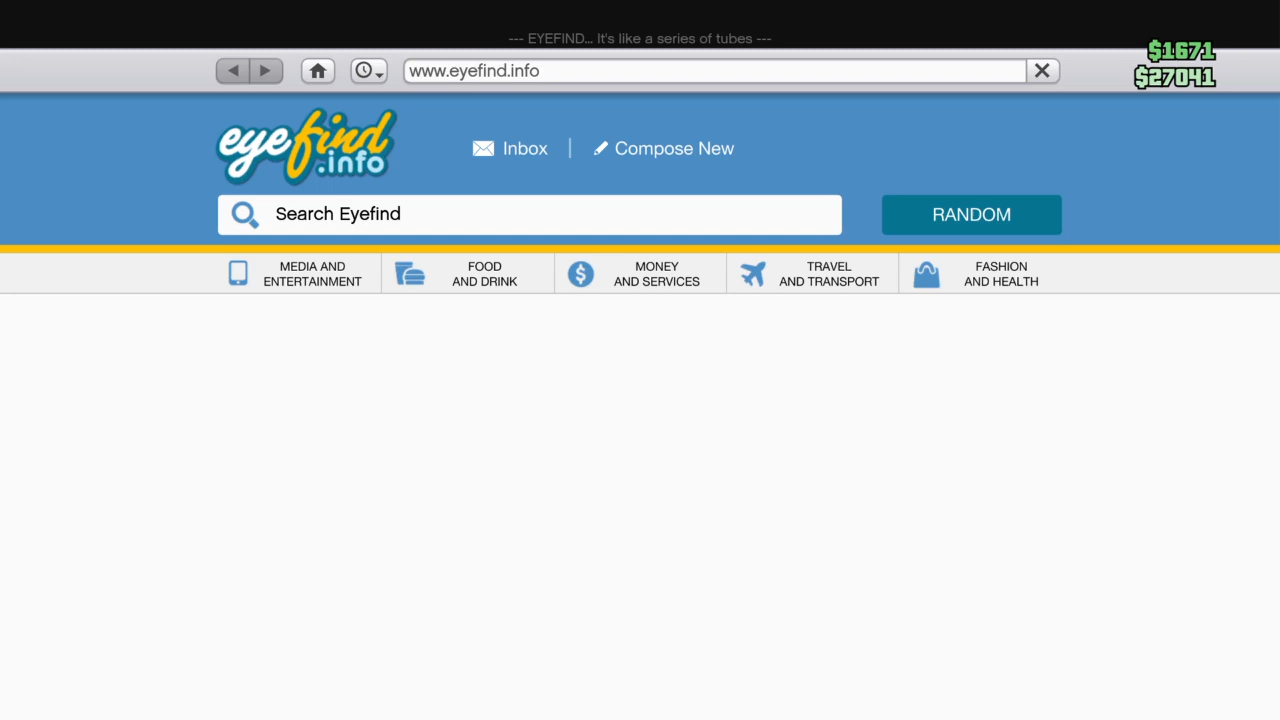 --- EYEFIND... It's like a series of tubes ---
$1671
www.eyefind.info
$27041
eyefind
.info
Inbox
Compose New
Search Eyefind
RANDOM
MEDIA AND
ENTERTAINMENT
FOOD
AND DRINK
MONEY
AND SERVICES
TRAVEL
AND TRANSPORT
FASHION
AND HEALTH